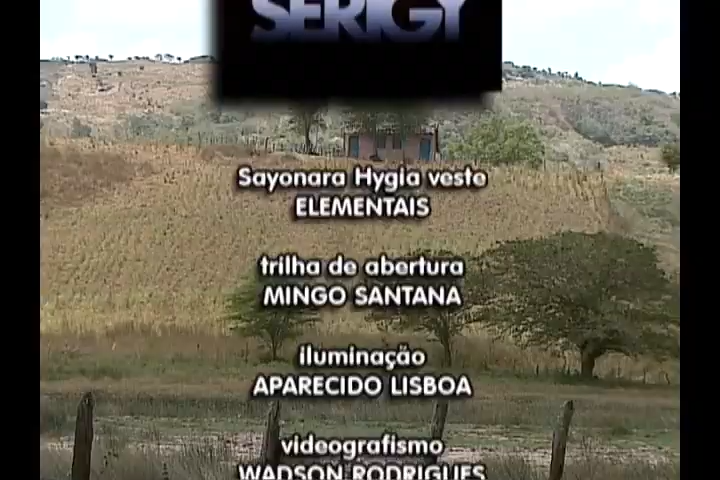 SERIGY
Sayonara Hygia veste
ELEMENTAIS
trilha de abertura
MINGO SANTANA
iluminação
APARECIDO LISBOA
videografismo
WADSON RODRIGUES